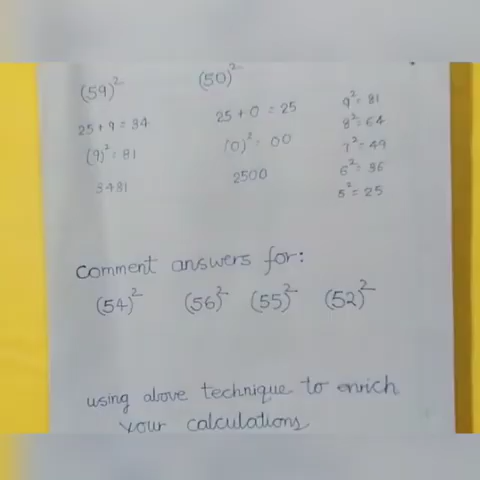 (59)² (50)²
25 + 9 = 34 25 + 0 = 25 9² = 81
(9)² = 81 (0)² = 00 8² = 64
3481 2500 7² = 49
6² = 36
5² = 25
comment answers for:
(54)² (56)² (55)² (52)²
using above technique to enrich
your calculations